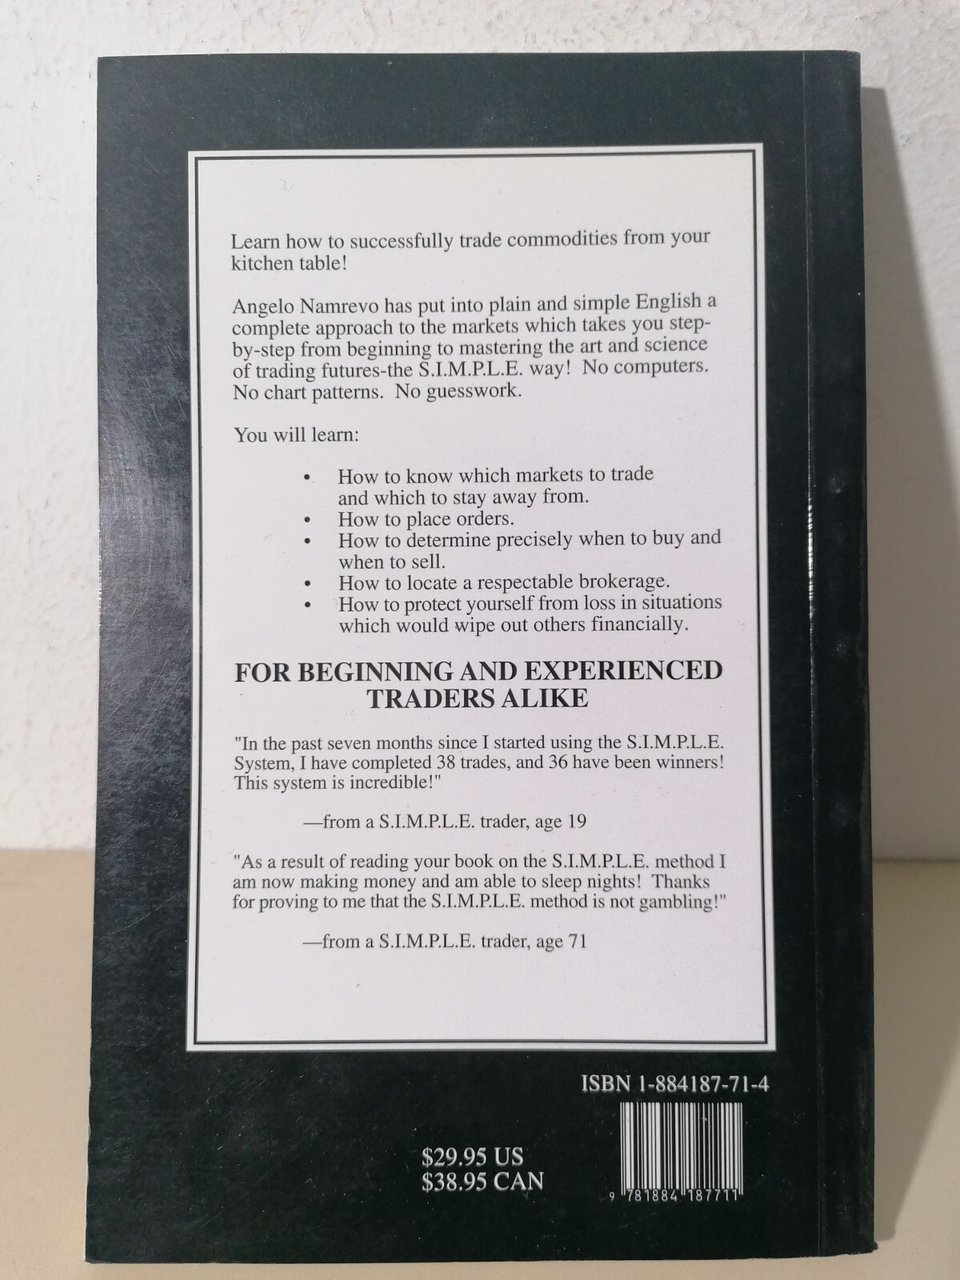 Learn how to successfully trade commodities from your
kitchen table!
Angelo Namrevo has put into plain and simple English a
complete approach to the markets which takes you step-
by-step from beginning to mastering the art and science
of trading futures-the S.I.M.P.L.E. way!  No computers.
No chart patterns.  No guesswork.
You will learn:
• How to know which markets to trade
and which to stay away from.
• How to place orders.
• How to determine precisely when to buy and
when to sell.
• How to locate a respectable brokerage.
• How to protect yourself from loss in situations
which would wipe out others financially.
FOR BEGINNING AND EXPERIENCED
TRADERS ALIKE
"In the past seven months since I started using the S.I.M.P.L.E.
System, I have completed 38 trades, and 36 have been winners!
This system is incredible!"
—from a S.I.M.P.L.E. trader, age 19
"As a result of reading your book on the S.I.M.P.L.E. method I
am now making money and am able to sleep nights!  Thanks
for proving to me that the S.I.M.P.L.E. method is not gambling!"
—from a S.I.M.P.L.E. trader, age 71
ISBN 1-884187-71-4
$29.95 US
$38.95 CAN
9 781884 187711